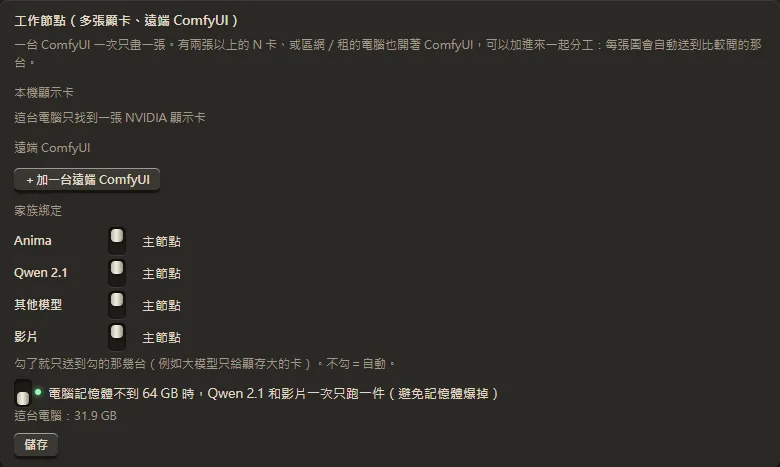 工作節點（多張顯卡、遠端 ComfyUI）
一台 ComfyUI 一次只畫一張。有兩張以上的 N 卡、或區網 / 租的電腦也開著 ComfyUI，可以加進來一起分工：每張圖會自動送到比較閒的那台。
本機顯示卡
這台電腦只找到一張 NVIDIA 顯示卡
遠端 ComfyUI
+ 加一台遠端 ComfyUI
家族綁定
Anima 主節點
Qwen 2.1 主節點
其他模型 主節點
影片 主節點
勾了就只送到勾的那幾台（例如大模型只給顯存大的卡）。不勾 = 自動。
電腦記憶體不到 64 GB 時，Qwen 2.1 和影片一次只跑一件（避免記憶體爆掉）
這台電腦：31.9 GB
儲存